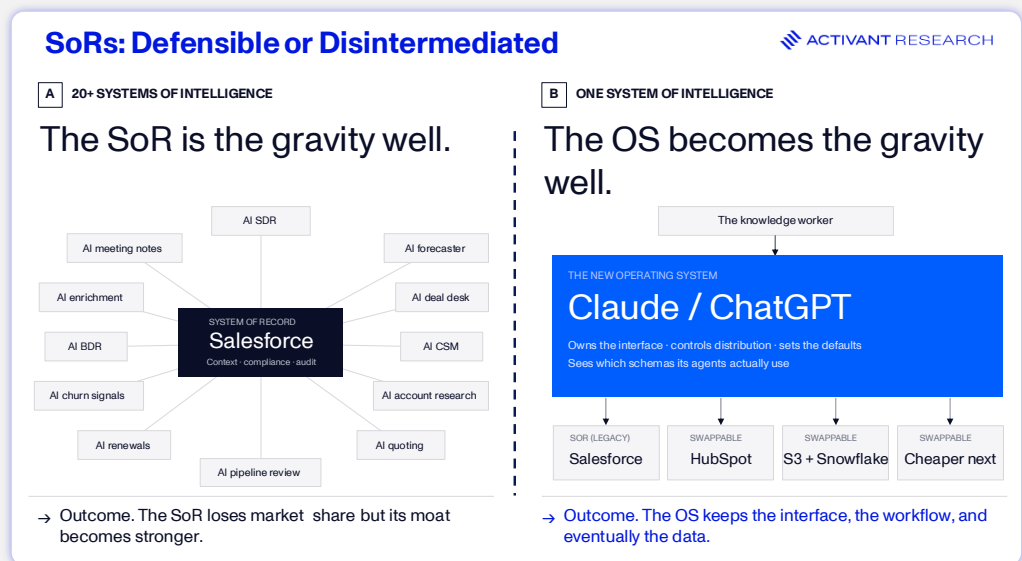 SoRs: Defensible or Disintermediated
ACTIVANT RESEARCH
A 20+ SYSTEMS OF INTELLIGENCE
The SoR is the gravity well.
AI SDR
AI meeting notes
AI forecaster
AI enrichment
AI deal desk
SYSTEM OF RECORD
Salesforce
Context · compliance · audit
AI BDR
AI CSM
AI churn signals
AI account research
AI renewals
AI quoting
AI pipeline review
→ Outcome. The SoR loses market share but its moat
becomes stronger.
B ONE SYSTEM OF INTELLIGENCE
The OS becomes the gravity
well.
The knowledge worker
THE NEW OPERATING SYSTEM
Claude / ChatGPT
Owns the interface · controls distribution · sets the defaults
Sees which schemas its agents actually use
SOR (LEGACY)
Salesforce
SWAPPABLE
HubSpot
SWAPPABLE
S3 + Snowflake
SWAPPABLE
Cheaper next
→ Outcome. The OS keeps the interface, the workflow, and
eventually the data.